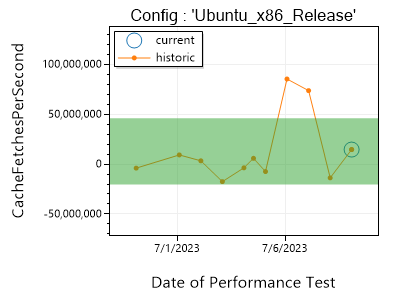 Config : 'Ubuntu_x86_Release'
current
historic
CacheFetchesPerSecond
100,000,000
50,000,000
0
-50,000,000
7/1/2023
7/6/2023
Date of Performance Test